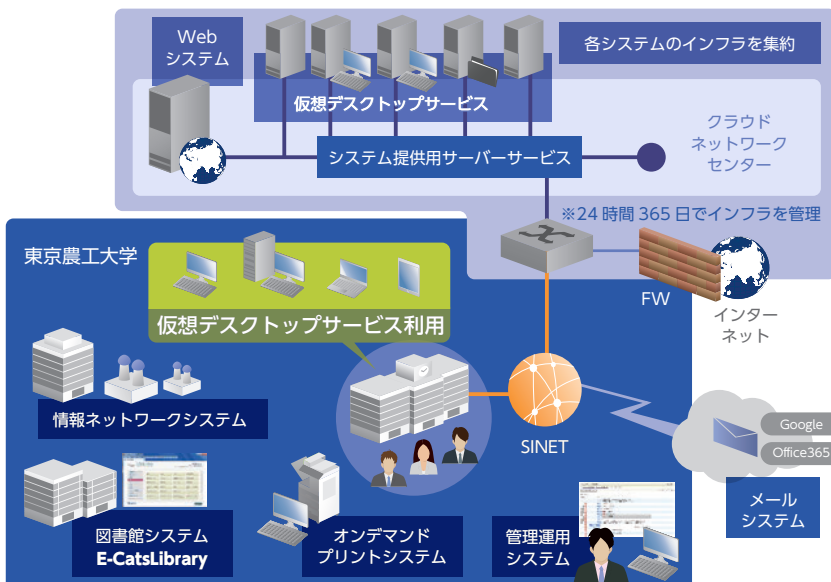 Web
システム
各システムのインフラを集約
仮想デスクトップサービス
クラウド
ネットワーク
センター
システム提供用サーバーサービス
※24時間365日でインフラを管理
東京農工大学
FW
インター
ネット
仮想デスクトップサービス利用
情報ネットワークシステム
SINET
Google
Office365
メール
システム
図書館システム
E-CatsLibrary
オンデマンド
プリントシステム
管理運用
システム